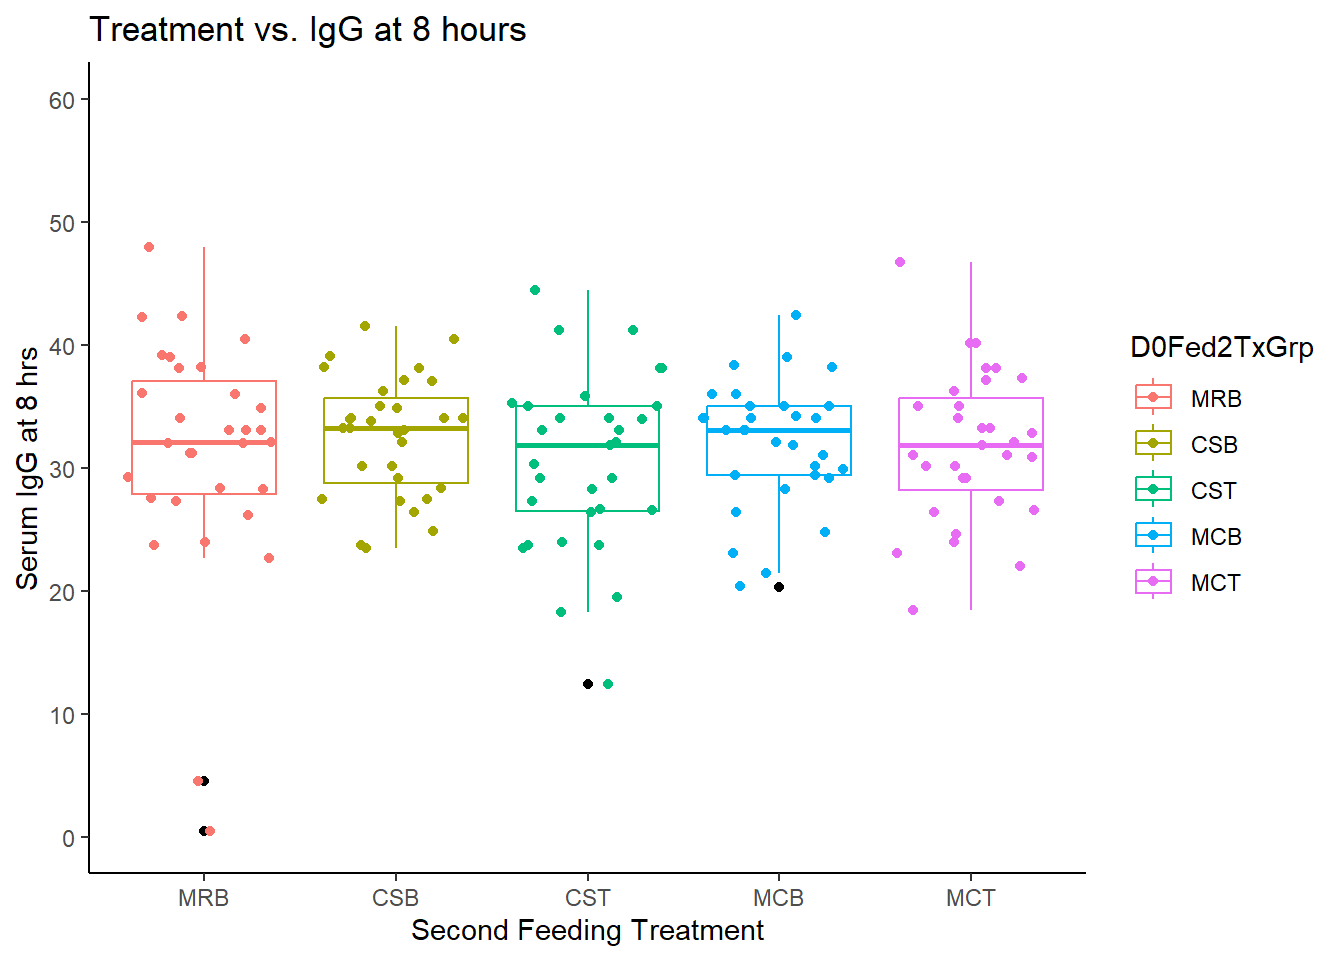 Treatment vs. IgG at 8 hours
Serum IgG at 8 hrs
60
50
40
30
20
10
0
MRB CSB CST MCB MCT
Second Feeding Treatment
D0Fed2TxGrp
MRB
CSB
CST
MCB
MCT